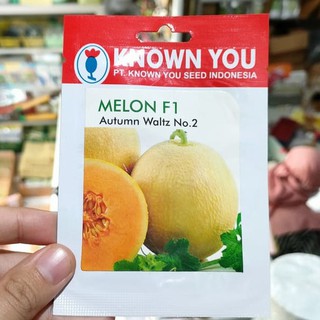 KNOWN YOU
PT. KNOWN YOU SEED INDONESIA
MELON F1
Autumn Waltz No.2